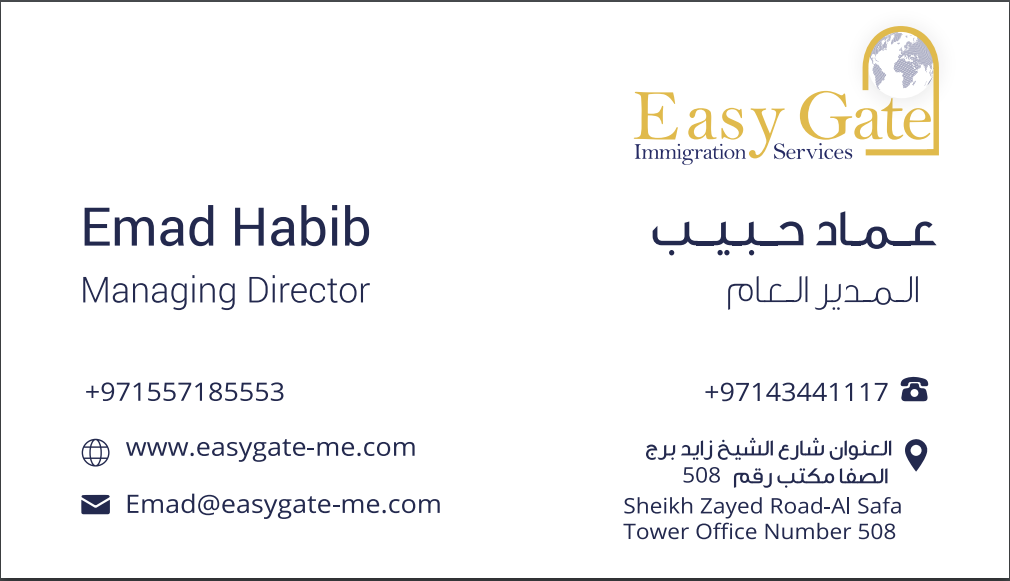 Easy Gate
Immigration Services
Emad Habib
عماد حبيب
Managing Director
المدير العام
+971557185553
+97143441117
www.easygate-me.com
العنوان شارع الشيخ زايد برج
الصفا مكتب رقم 508
Emad@easygate-me.com
Sheikh Zayed Road-Al Safa
Tower Office Number 508